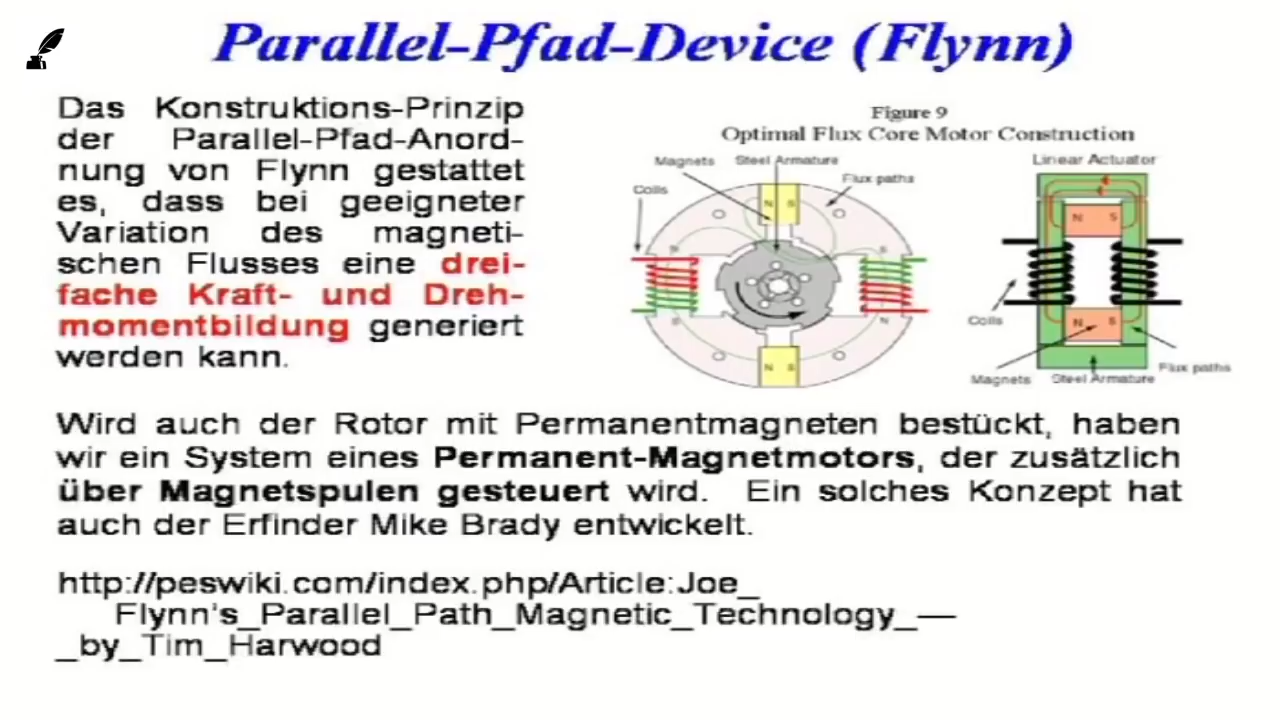 Parallel-Pfad-Device (Flynn)
Das Konstruktions-Prinzip
der Parallel-Pfad-Anord-
nung von Flynn gestattet
es, dass bei geeigneter
Variation des magneti-
schen Flusses eine drei-
fache Kraft- und Dreh-
momentbildung generiert
werden kann.
Figure 9
Optimal Flux Core Motor Construction
Magnets
Steel Armature
Flux paths
Coils
N S
N S
N
Linear Actuator
N S
N S
Coils
Magnets
Steel Armature
Flux paths
Wird auch der Rotor mit Permanentmagneten bestückt, haben
wir ein System eines Permanent-Magnetmotors, der zusätzlich
über Magnetspulen gesteuert wird. Ein solches Konzept hat
auch der Erfinder Mike Brady entwickelt.
http://peswiki.com/index.php/Article:Joe_
Flynn's_Parallel_Path_Magnetic_Technology_—
_by_Tim_Harwood